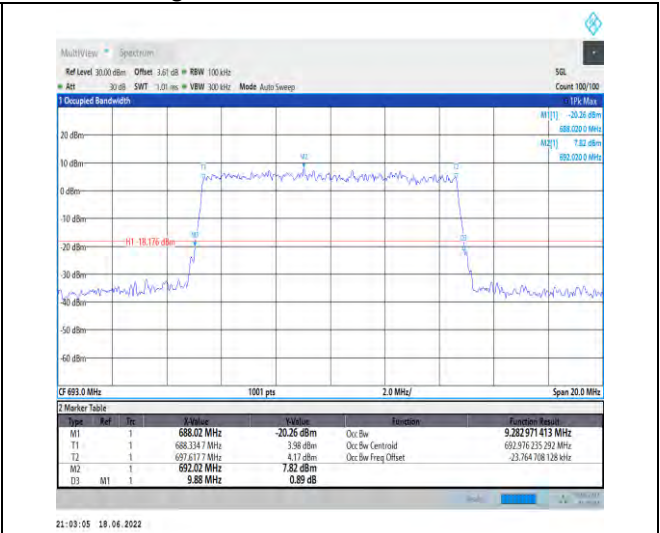 MultiView Spectrum
Ref Level 30.00 dBm Offset 3.61 dB RBW 100 kHz SGL
Att 30 dB SWT 1.01 ms VBW 300 kHz Mode Auto Sweep Count 100/100
1 Occupied Bandwidth 1Pk Max
M1[1] -20.26 dBm
688.020 0 MHz
M2[1] 7.82 dBm
692.020 0 MHz
20 dBm
10 dBm
M2
T1
T2
0 dBm
-10 dBm
D3
H1 -18.176 dBm
-20 dBm
-30 dBm
-40 dBm
-50 dBm
-60 dBm
CF 693.0 MHz 1001 pts 2.0 MHz/ Span 20.0 MHz
2 Marker Table
Type Ref Trc X-Value Y-Value Function Function Result
M1 1 688.02 MHz -20.26 dBm Occ Bw 9.282 971 413 MHz
T1 1 688.334 7 MHz 3.98 dBm Occ Bw Centroid 692.976 235 292 MHz
T2 1 697.617 7 MHz 4.17 dBm Occ Bw Freq Offset -23.764 708 128 kHz
M2 1 692.02 MHz 7.82 dBm
D3 M1 1 9.88 MHz 0.89 dB
21:03:05 18.06.2022